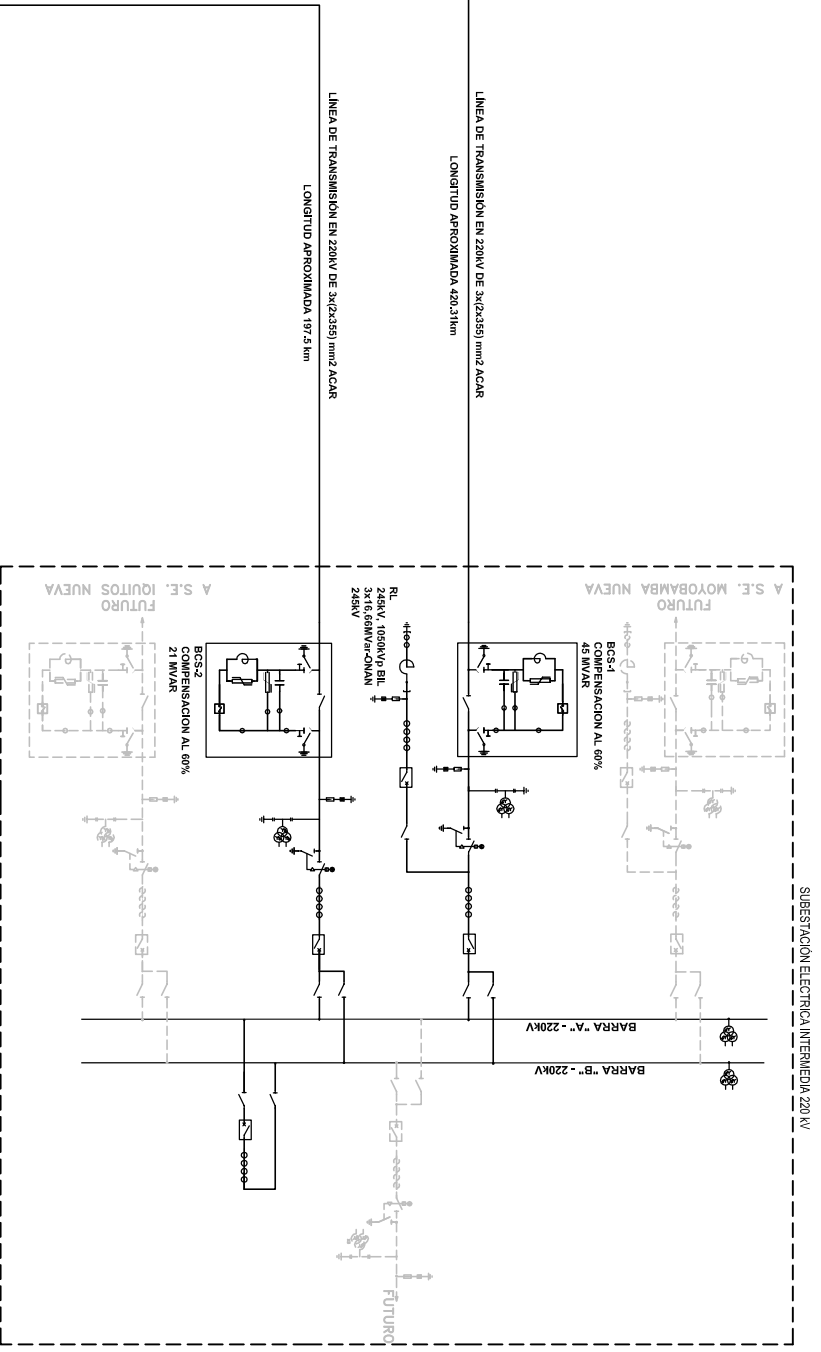 LÍNEA DE TRANSMISIÓN EN 220kV DE 3x(2x355) mm2 ACAR
LONGITUD APROXIMADA 420.31km
LÍNEA DE TRANSMISIÓN EN 220kV DE 3x(2x355) mm2 ACAR
LONGITUD APROXIMADA 197.5 km
SUBESTACIÓN ELECTRICA INTERMEDIA 220 kV
A S.E. MOYOBAMBA NUEVA
FUTURO
BCS-1
COMPENSACION AL 60%
45 MVAR
RL
245kV, 1050kVp BIL
3x16,66MVar-ONAN
245kV
BCS-2
COMPENSACION AL 60%
21 MVAR
A S.E. IQUITOS NUEVA
FUTURO
BARRA "A" - 220kV
BARRA "B" - 220kV
FUTURO